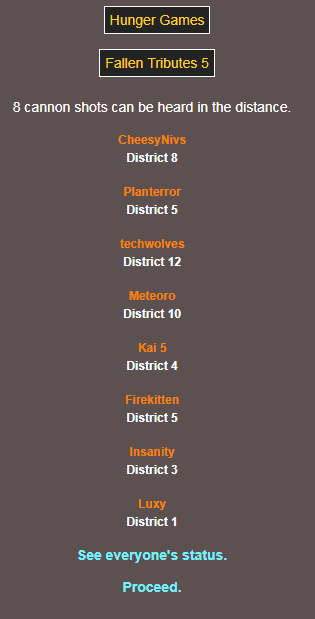 Hunger Games
Fallen Tributes 5
8 cannon shots can be heard in the distance.
CheesyNivs
District 8
Planterror
District 5
techwolves
District 12
Meteoro
District 10
Kai 5
District 4
Firekitten
District 5
Insanity
District 3
Luxy
District 1
See everyone's status.
Proceed.